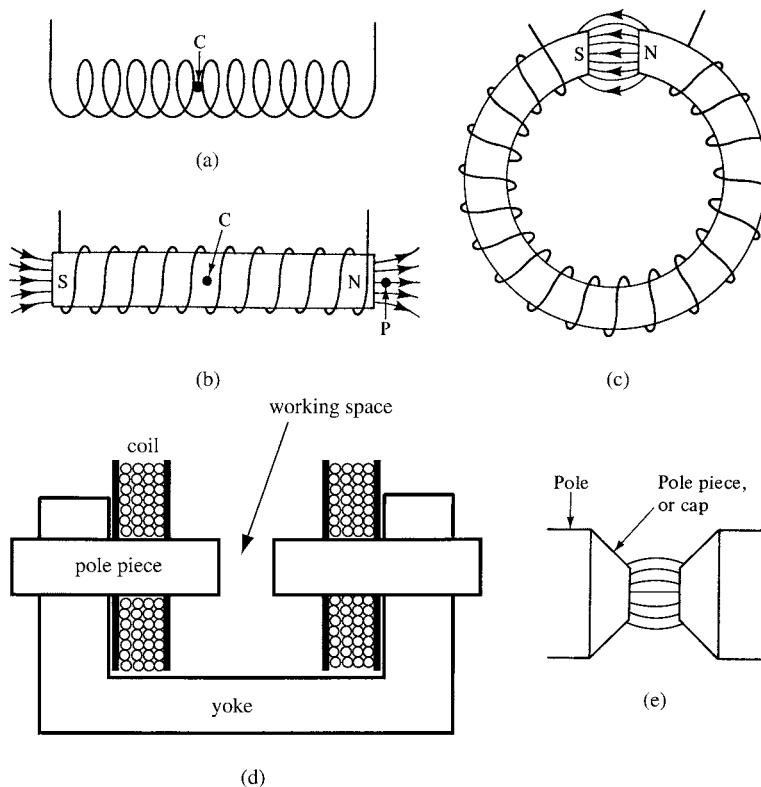 C
(a)
S
N
(c)
C
S
N
P
(b)
working space
coil
pole piece
yoke
(d)
Pole
Pole piece,
or cap
(e)